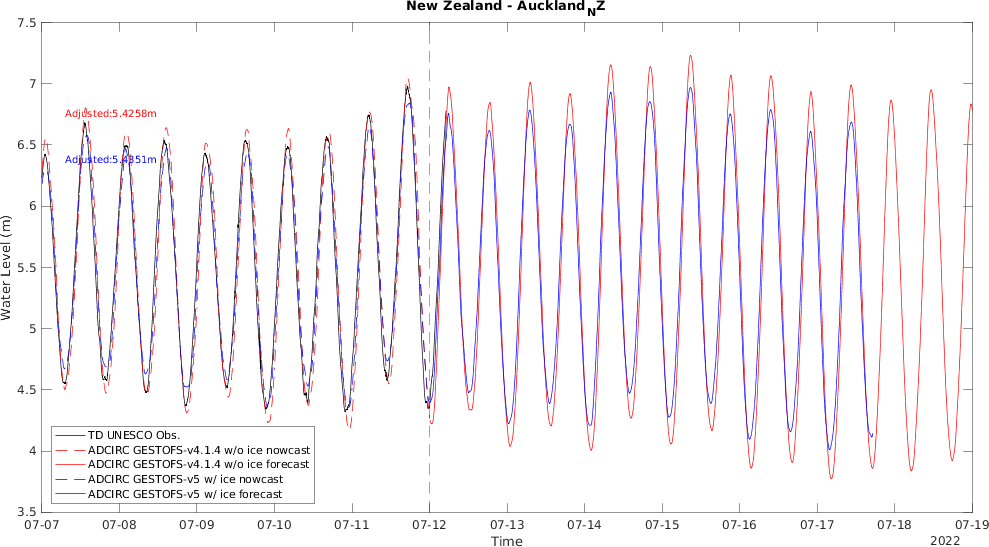 New Zealand - Auckland_NZ
7.5
7
6.5
6
5.5
5
4.5
4
3.5
Water Level (m)
Adjusted:5.4258m
Adjusted:5.4351m
TD UNESCO Obs.
ADCIRC GESTOFS-v4.1.4 w/o ice nowcast
ADCIRC GESTOFS-v4.1.4 w/o ice forecast
ADCIRC GESTOFS-v5 w/ ice nowcast
ADCIRC GESTOFS-v5 w/ ice forecast
07-07 07-08 07-09 07-10 07-11 07-12 07-13 07-14 07-15 07-16 07-17 07-18 07-19
Time
2022